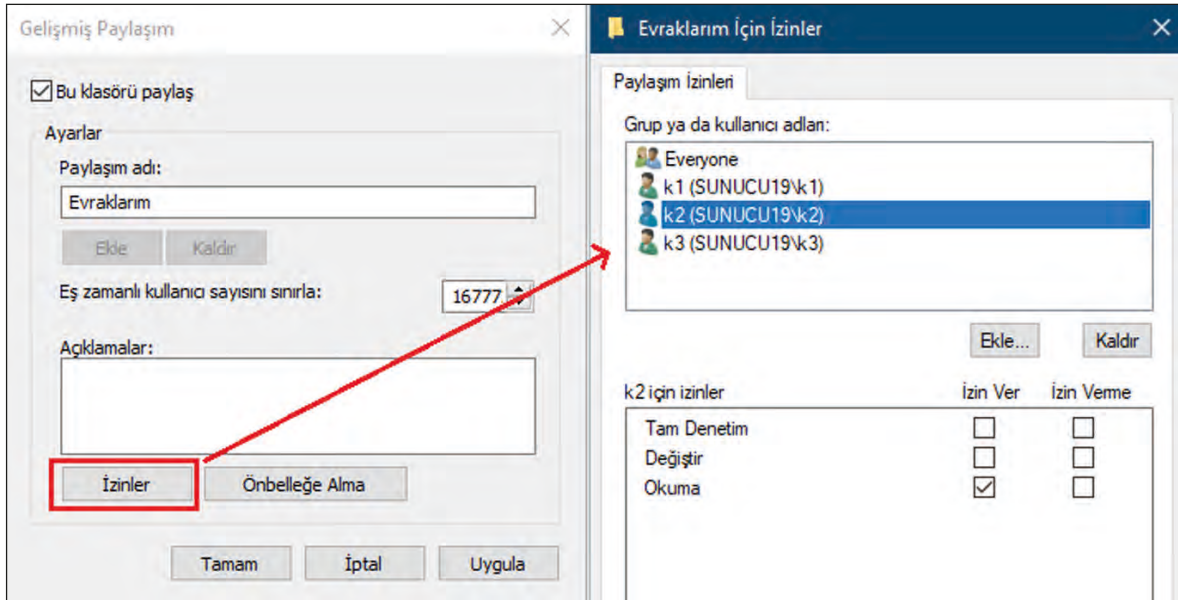 Gelişmiş Paylaşım
Bu klasörü paylaş
Ayarlar
Paylaşım adı:
Evraklarım
Ekle Kaldır
Eş zamanlı kullanıcı sayısını sınırla:
16777
Açıklamalar:
İzinler Önbelleğe Alma
Tamam İptal Uygula
Evraklarım İçin İzinler
Paylaşım İzinleri
Grup ya da kullanıcı adları:
Everyone
k1 (SUNUCU19\k1)
k2 (SUNUCU19\k2)
k3 (SUNUCU19\k3)
Ekle... Kaldır
k2 için izinler İzin Ver İzin Verme
Tam Denetim
Değiştir
Okuma